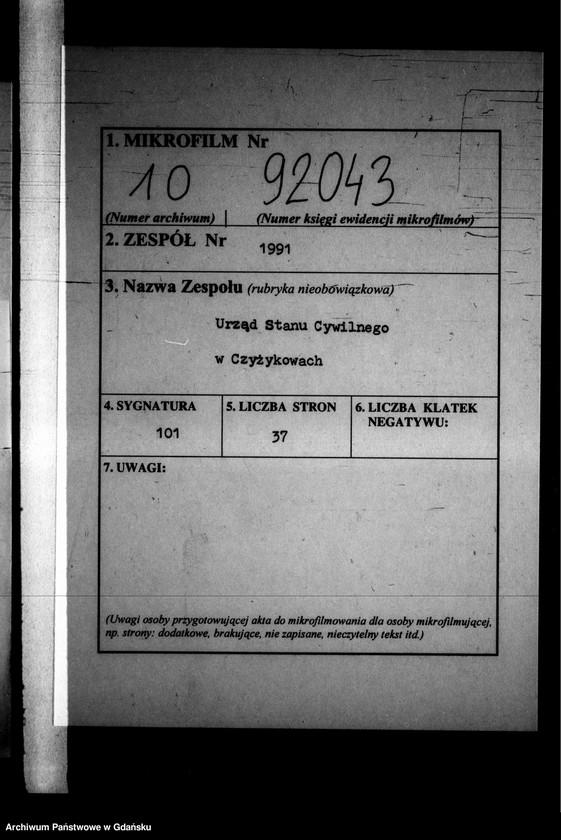 1. MIKROFILM Nr
10 92043
(Numer archiwum) (Numer księgi ewidencji mikrofilmów)
2. ZESPÓŁ Nr 1991
3. Nazwa Zespołu (rubryka nieobowiązkowa)
Urząd Stanu Cywilnego
w Czyżykowach
4. SYGNATURA
101
5. LICZBA STRON
37
6. LICZBA KLATEK
NEGATYWU:
7. UWAGI:
(Uwagi osoby przygotowującej akta do mikrofilmowania dla osoby mikrofilmującej,
np. strony: dodatkowe, brakujące, nie zapisane, nieczytelny tekst itd.)
Archiwum Państwowe w Gdańsku